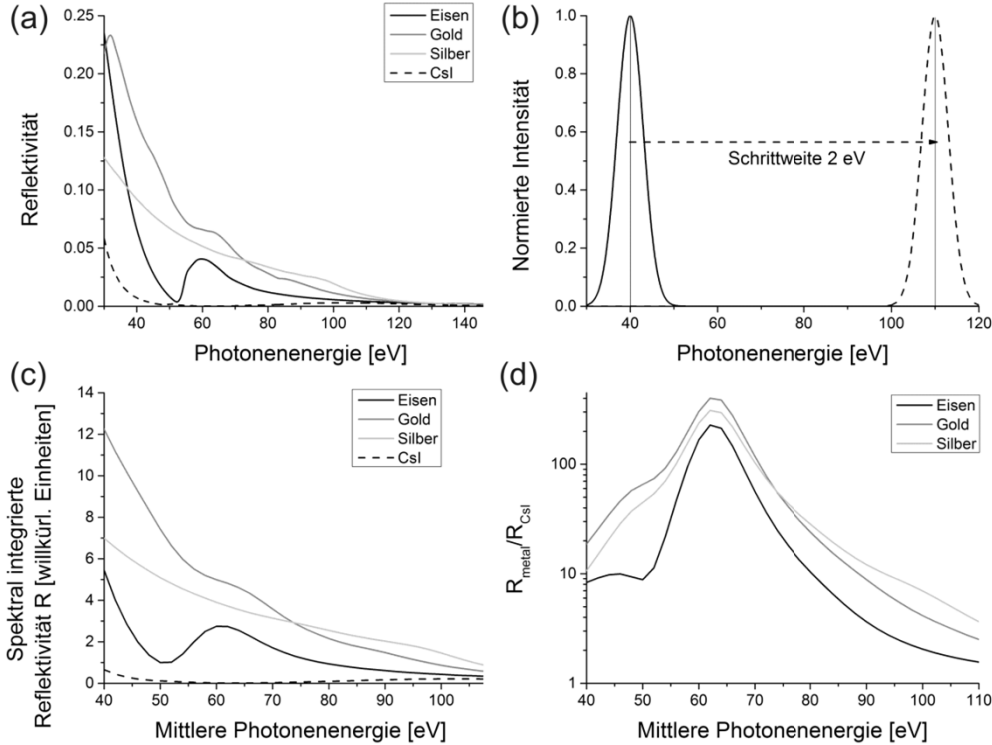 (a)
Eisen
Gold
Silber
CsI
0.25
0.20
0.15
0.10
0.05
0.00
Reflektivität
40 60 80 100 120 140
Photonenenergie [eV]
(b)
1.0
0.8
0.6
0.4
0.2
0.0
Normierte Intensität
Schrittweite 2 eV
40 60 80 100 120
Photonenenergie [eV]
(c)
Eisen
Gold
Silber
CsI
14
12
10
8
6
4
2
0
Spektral integrierte
Reflektivität R [willkürl. Einheiten]
40 50 60 70 80 90 100
Mittlere Photonenenergie [eV]
(d)
Eisen
Gold
Silber
100
10
1
R_metal/R_CsI
40 50 60 70 80 90 100 110
Mittlere Photonenenergie [eV]